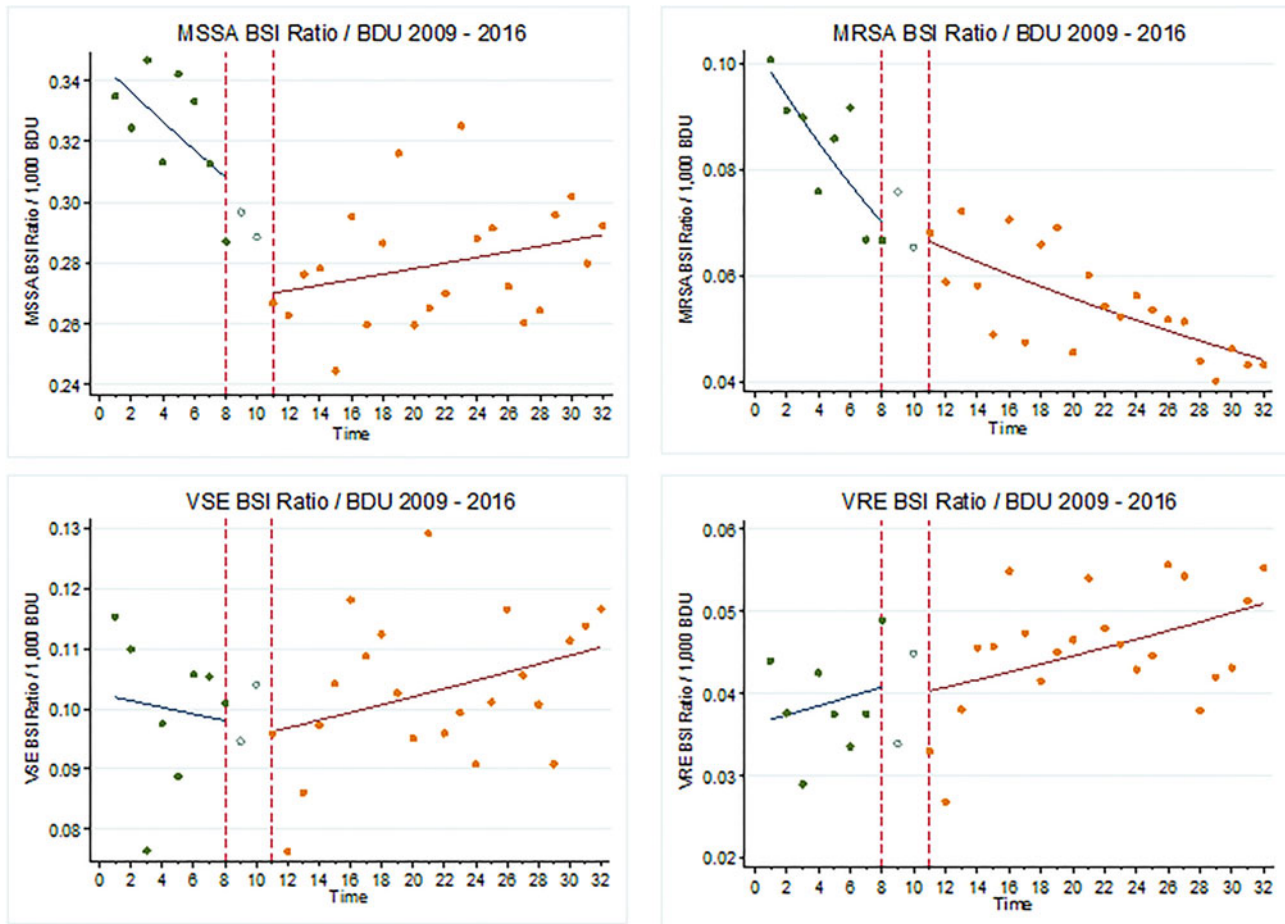 MSSA BSI Ratio / BDU 2009 - 2016
MSSA BSI Ratio / 1,000 BDU
0.34
0.32
0.30
0.28
0.26
0.24
0 2 4 6 8 10 12 14 16 18 20 22 24 26 28 30 32
Time
MRSA BSI Ratio / BDU 2009 - 2016
MRSA BSI Ratio / 1,000 BDU
0.10
0.08
0.06
0.04
0 2 4 6 8 10 12 14 16 18 20 22 24 26 28 30 32
Time
VSE BSI Ratio / BDU 2009 - 2016
VSE BSI Ratio / 1,000 BDU
0.13
0.12
0.11
0.10
0.09
0.08
0 2 4 6 8 10 12 14 16 18 20 22 24 26 28 30 32
Time
VRE BSI Ratio / BDU 2009 - 2016
VRE BSI Ratio / 1,000 BDU
0.06
0.05
0.04
0.03
0.02
0 2 4 6 8 10 12 14 16 18 20 22 24 26 28 30 32
Time